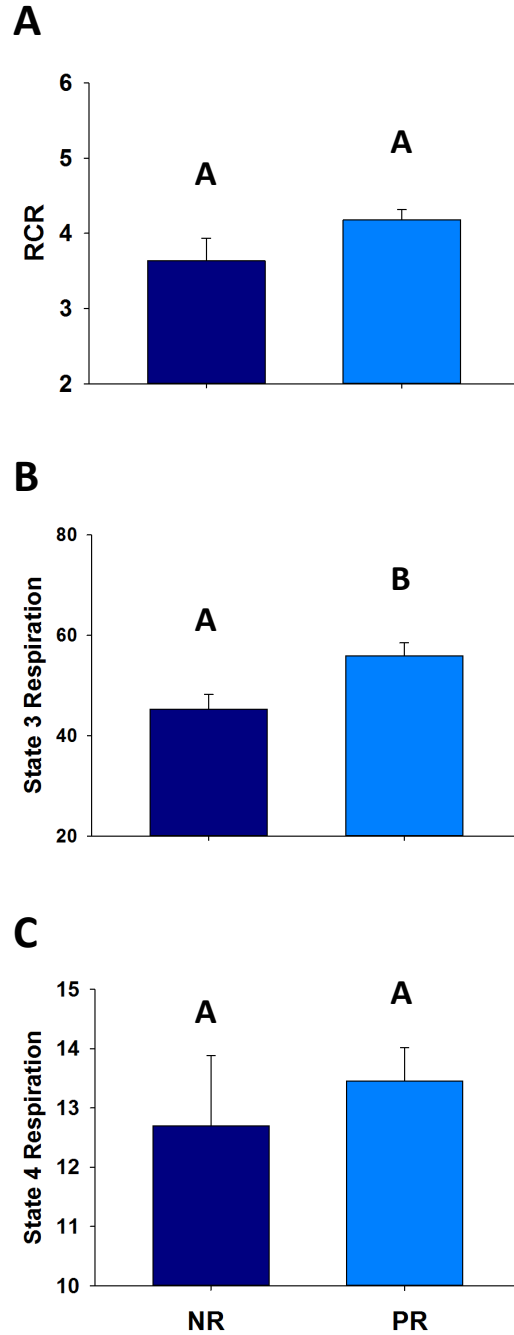 A
6
5
4
3
2
RCR
A
A
B
80
60
40
20
State 3 Respiration
A
B
C
15
14
13
12
11
10
State 4 Respiration
A
A
NR
PR